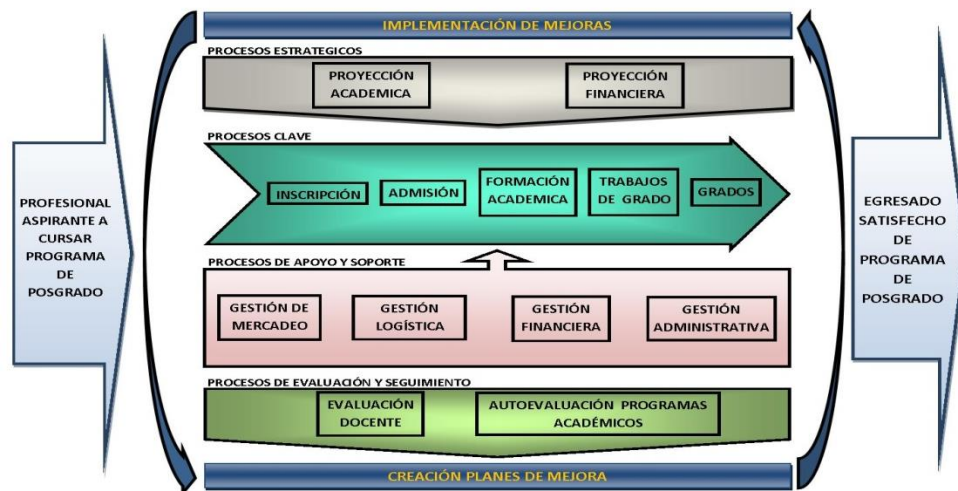 IMPLEMENTACIÓN DE MEJORAS
PROCESOS ESTRATEGICOS
PROYECCIÓN
ACADEMICA
PROYECCIÓN
FINANCIERA
PROCESOS CLAVE
INSCRIPCIÓN
ADMISIÓN
FORMACIÓN
ACADEMICA
TRABAJOS
DE GRADO
GRADOS
PROFESIONAL
ASPIRANTE A
CURSAR
PROGRAMA
DE
POSGRADO
EGRESADO
SATISFECHO
DE
PROGRAMA
DE
POSGRADO
PROCESOS DE APOYO Y SOPORTE
GESTIÓN DE
MERCADEO
GESTIÓN
LOGÍSTICA
GESTIÓN
FINANCIERA
GESTIÓN
ADMINISTRATIVA
PROCESOS DE EVALUACIÓN Y SEGUIMIENTO
EVALUACIÓN
DOCENTE
AUTOEVALUACIÓN PROGRAMAS
ACADÉMICOS
CREACIÓN PLANES DE MEJORA